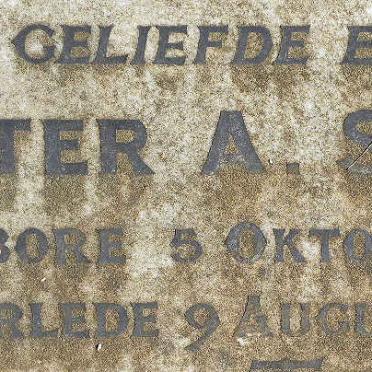 GELIEFDE E
TER A. S
BORE 5 OKTO
RLEDE 9 AUGU